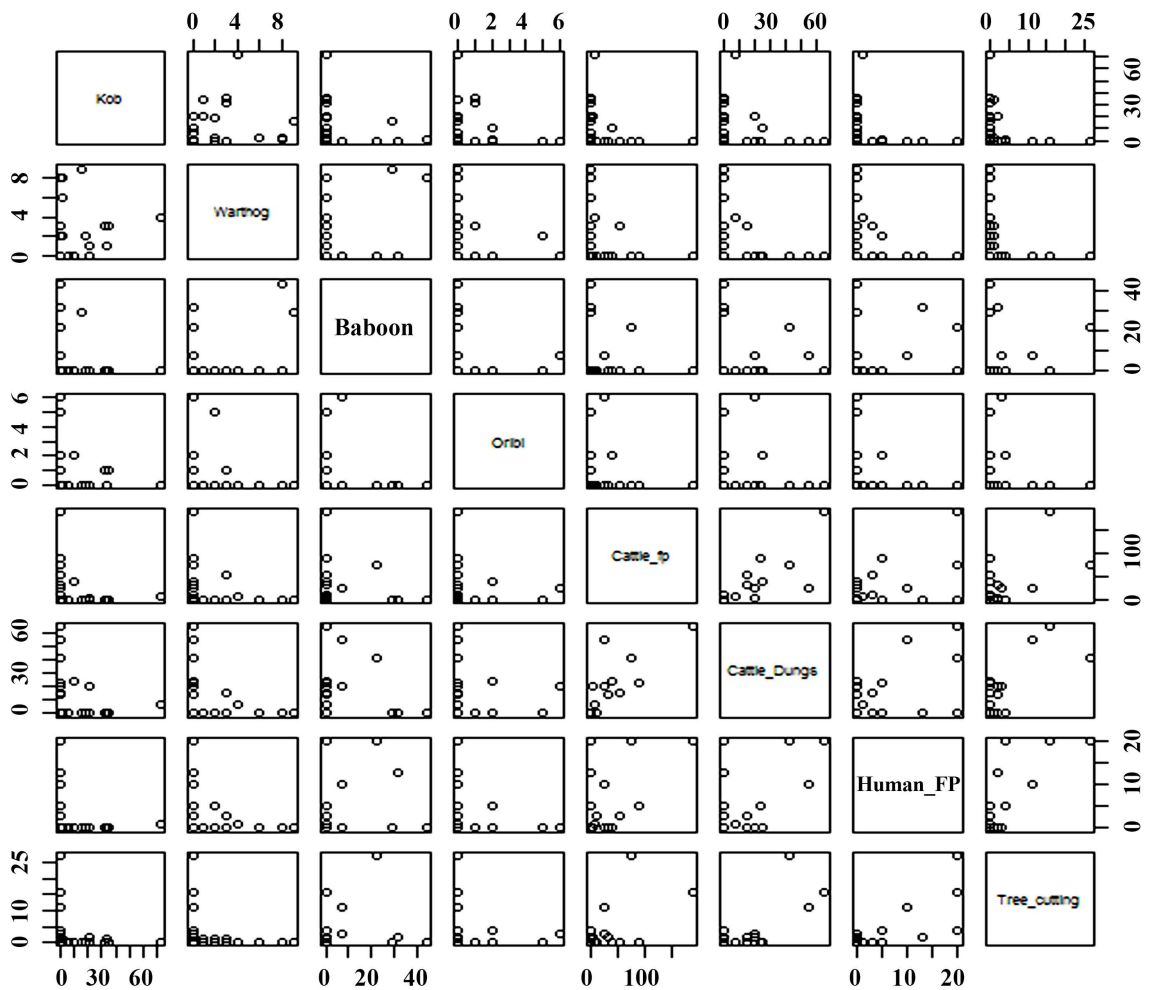 0 4 8 0 2 4 6 0 30 60 0 25
Kob 0 30 60
0 4 8 Warthog
Baboon 0 20 40
0 2 4 6 Oribi
Cattle_fp 0 100
0 30 60 Cattle_Dungs
Human_FP 0 10 20
0 10 25 Tree_cutting
0 30 60 0 20 40 0 100 0 10 20